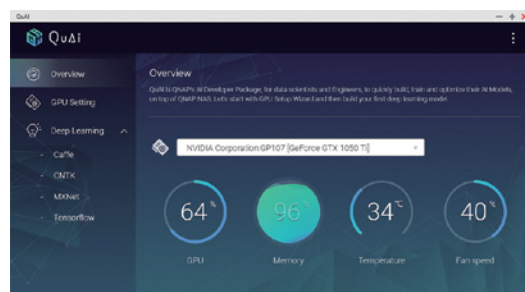 QuAI
QuAI
Overview
GPU Setting
Deep Learning
Caffe
CNTK
MXNet
Tensorflow
Overview
QuAI is QNAP's AI Developer Package, for data scientists and Engineers, to quickly build, train and optimize their AI Models,
on top of QNAP NAS. Let's start with GPU Setup Wizard and then build your first deep learning model.
NVIDIA Corporation GP107 [GeForce GTX 1050 Ti]
64%
96%
34°C
40%
GPU
Memory
Temperature
Fan speed